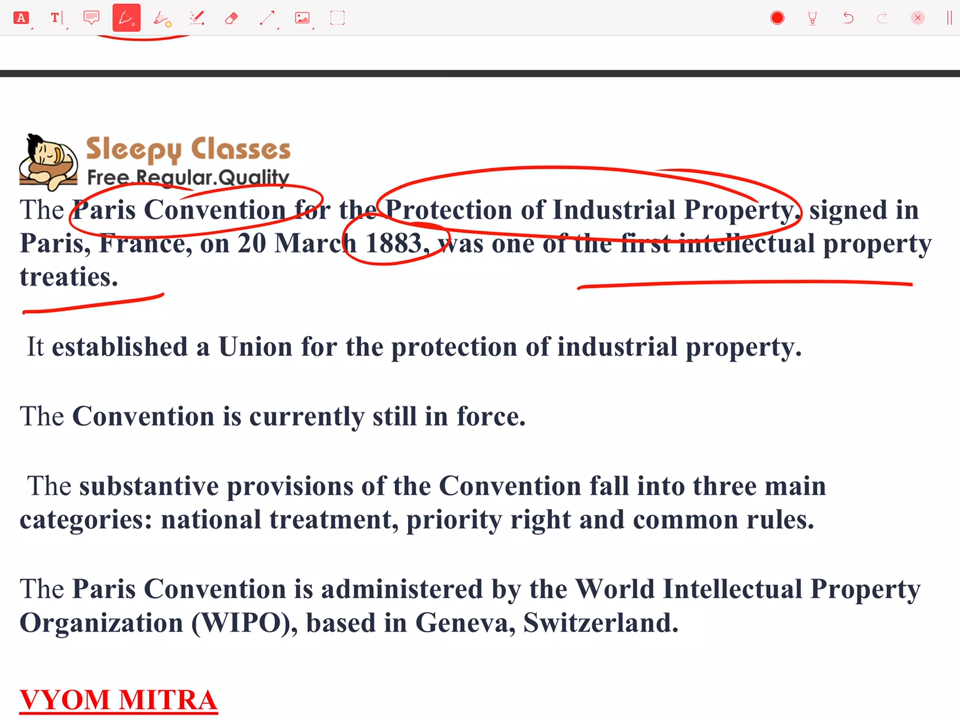 A T
Sleepy Classes
Free.Regular.Quality
The Paris Convention for the Protection of Industrial Property, signed in
Paris, France, on 20 March 1883, was one of the first intellectual property
treaties.
It established a Union for the protection of industrial property.
The Convention is currently still in force.
The substantive provisions of the Convention fall into three main
categories: national treatment, priority right and common rules.
The Paris Convention is administered by the World Intellectual Property
Organization (WIPO), based in Geneva, Switzerland.
VYOM MITRA